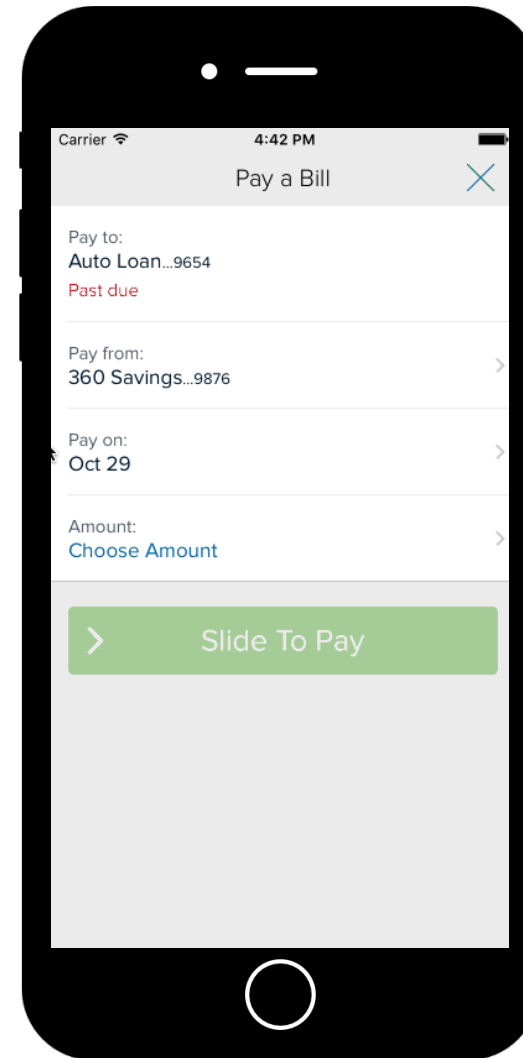 Carrier 4:42 PM
Pay a Bill
Pay to:
Auto Loan...9654
Past due
Pay from:
360 Savings...9876
Pay on:
Oct 29
Amount:
Choose Amount
Slide To Pay